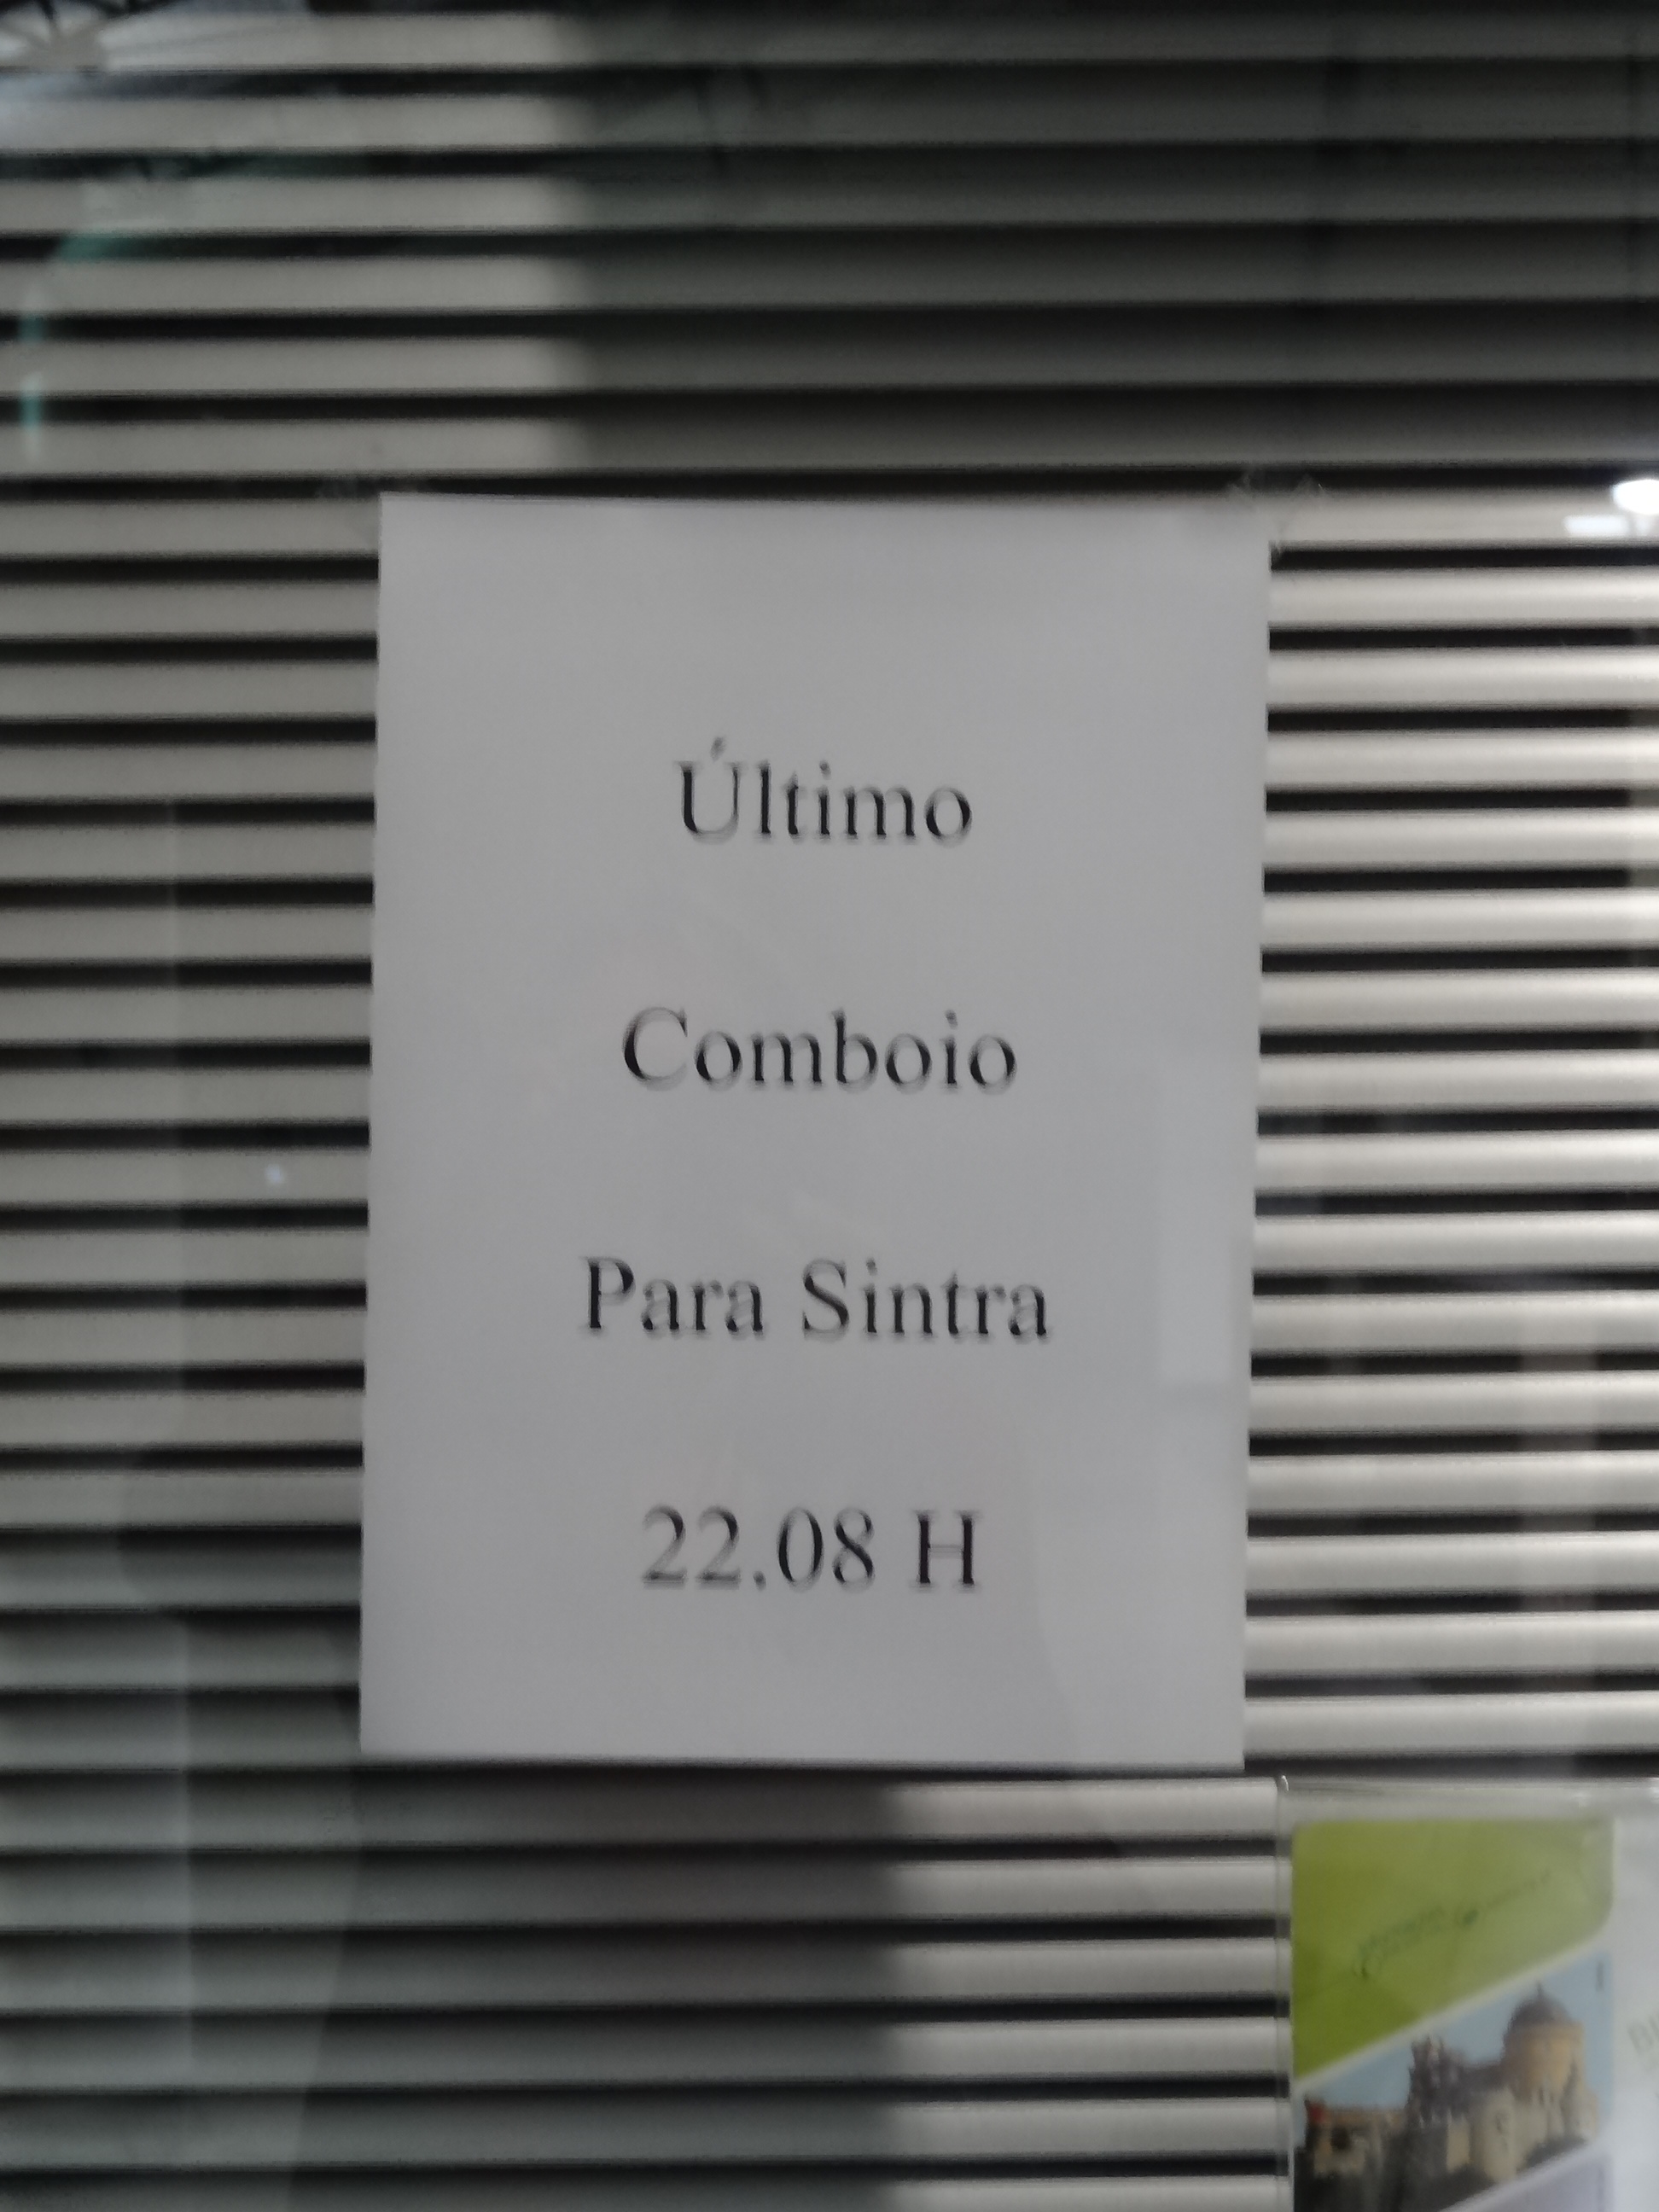 Último
Comboio
Para Sintra
22.08 H